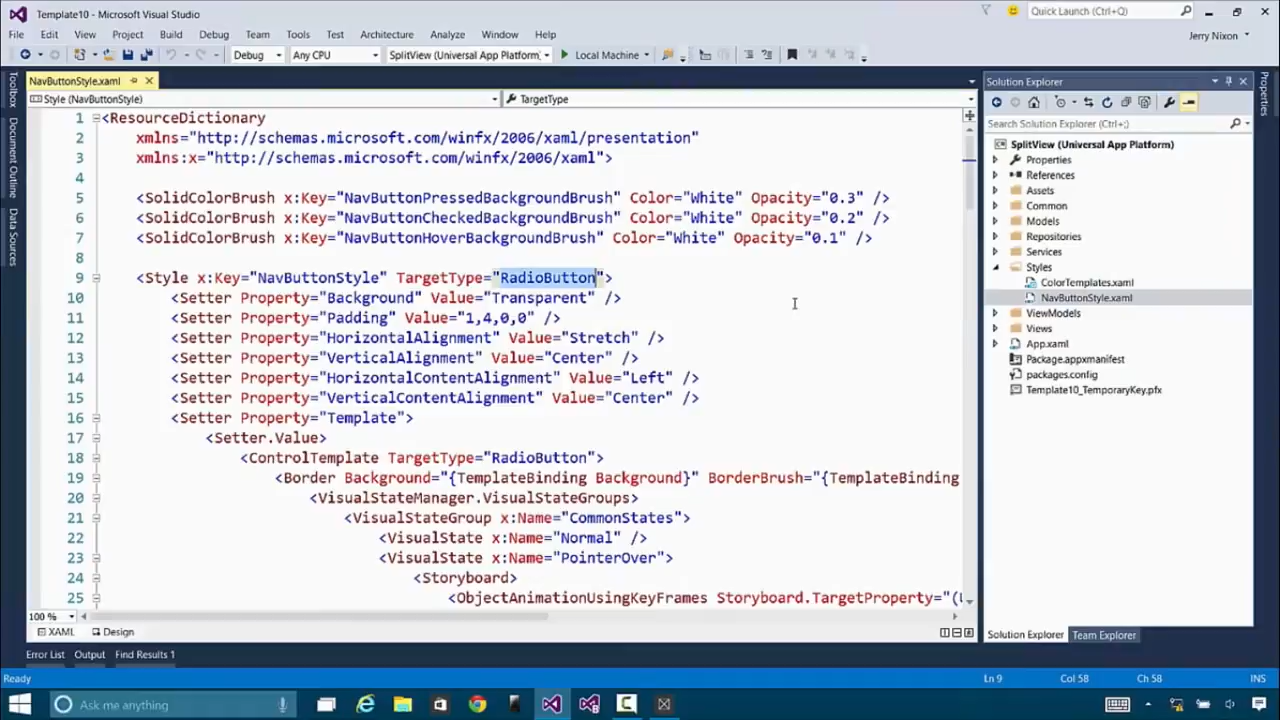 Template10 - Microsoft Visual Studio
Quick Launch (Ctrl+Q)
File Edit View Project Build Debug Team Tools Test Architecture Analyze Window Help
Jerry Nixon
Debug Any CPU SplitView (Universal App Platform) Local Machine
Toolbox
Document Outline
Data Sources
NavButtonStyle.xaml
Style (NavButtonStyle) TargetType
1 <ResourceDictionary
2 xmlns="http://schemas.microsoft.com/winfx/2006/xaml/presentation"
3 xmlns:x="http://schemas.microsoft.com/winfx/2006/xaml">
4
5 <SolidColorBrush x:Key="NavButtonPressedBackgroundBrush" Color="White" Opacity="0.3" />
6 <SolidColorBrush x:Key="NavButtonCheckedBackgroundBrush" Color="White" Opacity="0.2" />
7 <SolidColorBrush x:Key="NavButtonHoverBackgroundBrush" Color="White" Opacity="0.1" />
8
9 <Style x:Key="NavButtonStyle" TargetType="RadioButton">
10 <Setter Property="Background" Value="Transparent" />
11 <Setter Property="Padding" Value="1,4,0,0" />
12 <Setter Property="HorizontalAlignment" Value="Stretch" />
13 <Setter Property="VerticalAlignment" Value="Center" />
14 <Setter Property="HorizontalContentAlignment" Value="Left" />
15 <Setter Property="VerticalContentAlignment" Value="Center" />
16 <Setter Property="Template">
17 <Setter.Value>
18 <ControlTemplate TargetType="RadioButton">
19 <Border Background="{TemplateBinding Background}" BorderBrush="{TemplateBinding
20 <VisualStateManager.VisualStateGroups>
21 <VisualStateGroup x:Name="CommonStates">
22 <VisualState x:Name="Normal" />
23 <VisualState x:Name="PointerOver">
24 <Storyboard>
25 <ObjectAnimationUsingKeyFrames Storyboard.TargetProperty="(
100 %
XAML Design
Solution Explorer
Search Solution Explorer (Ctrl+;)
SplitView (Universal App Platform)
Properties
References
Assets
Common
Models
Repositories
Services
Styles
ColorTemplates.xaml
NavButtonStyle.xaml
ViewModels
Views
App.xaml
Package.appxmanifest
packages.config
Template10_TemporaryKey.pfx
Solution Explorer Team Explorer
Properties
Error List Output Find Results 1
Ready Ln 9 Col 58 Ch 58 INS
Ask me anything